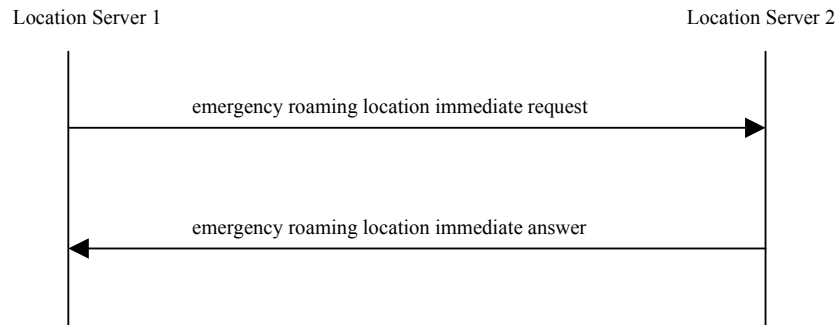 Location Server 1
Location Server 2
emergency roaming location immediate request
emergency roaming location immediate answer